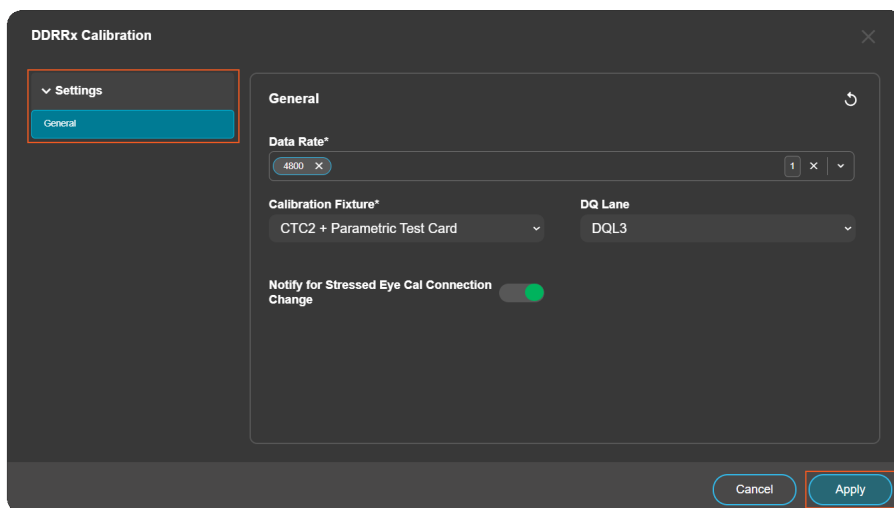 DDRRx Calibration
Settings
General
General
Data Rate*
4800
1
Calibration Fixture*
DQ Lane
CTC2 + Parametric Test Card
DQL3
Notify for Stressed Eye Cal Connection
Change
Cancel
Apply